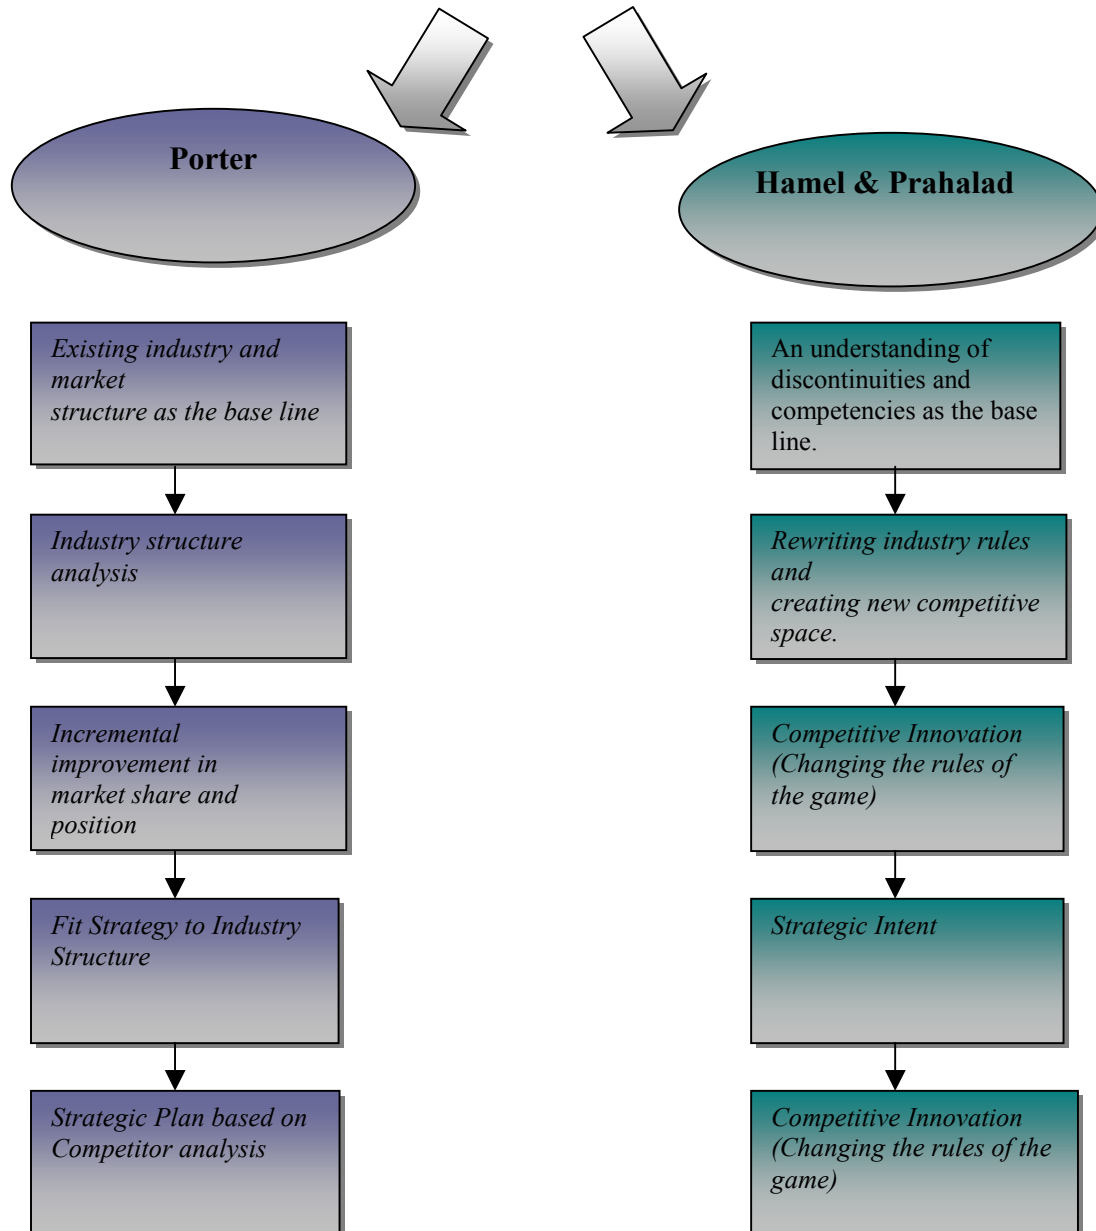 Porter
Hamel & Prahalad
Existing industry and
market
structure as the base line
Industry structure
analysis
Incremental
improvement in
market share and
position
Fit Strategy to Industry
Structure
Strategic Plan based on
Competitor analysis
An understanding of
discontinuities and
competencies as the base
line.
Rewriting industry rules
and
creating new competitive
space.
Competitive Innovation
(Changing the rules of
the game)
Strategic Intent
Competitive Innovation
(Changing the rules of the
game)